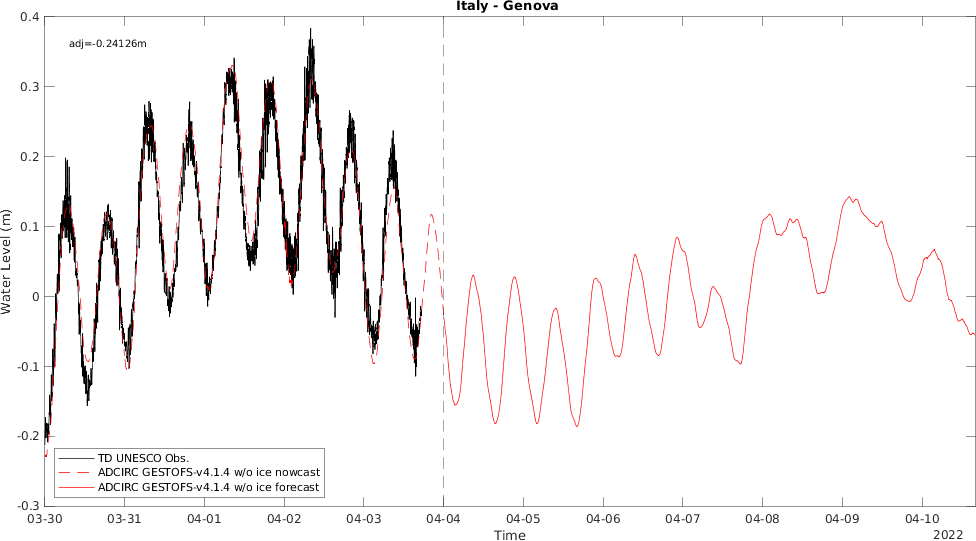 Italy - Genova
adj=-0.24126m
0.4
0.3
0.2
0.1
0
-0.1
-0.2
-0.3
Water Level (m)
TD UNESCO Obs.
ADCIRC GESTOFS-v4.1.4 w/o ice nowcast
ADCIRC GESTOFS-v4.1.4 w/o ice forecast
03-30 03-31 04-01 04-02 04-03 04-04 04-05 04-06 04-07 04-08 04-09 04-10
Time
2022